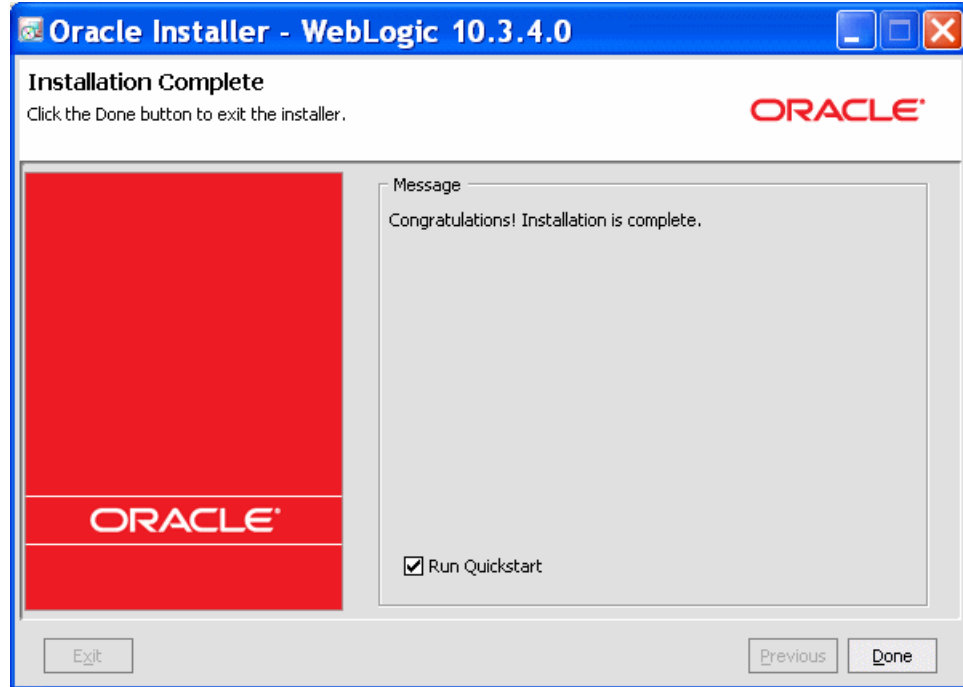 Oracle Installer - WebLogic 10.3.4.0
Installation Complete
Click the Done button to exit the installer.
ORACLE
ORACLE
Message
Congratulations! Installation is complete.
Run Quickstart
Exit
Previous
Done